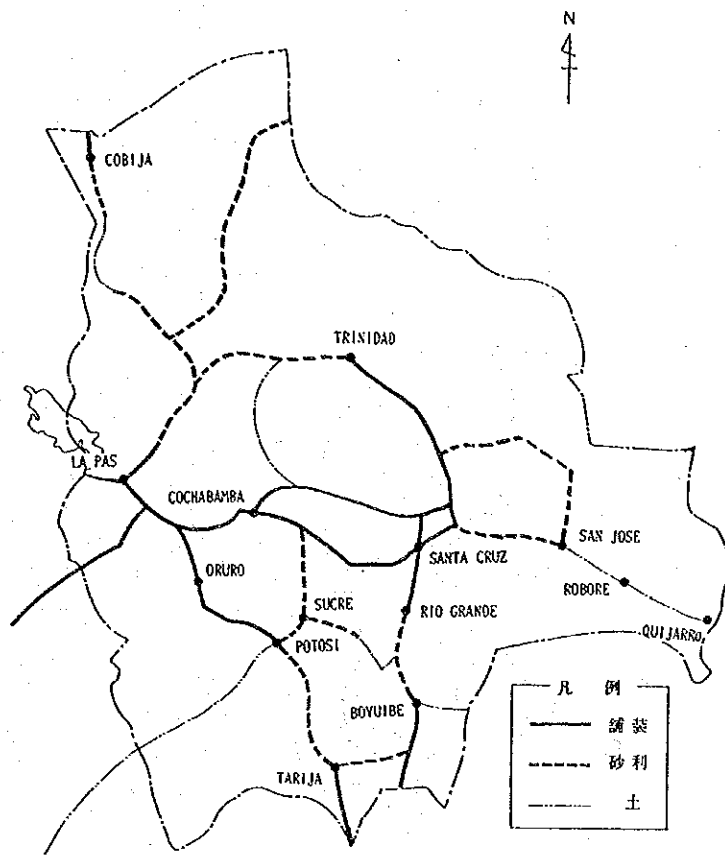 N
COBIJA
TRINIDAD
LA PAS
COCHABAMBA
SANTA CRUZ
SAN JOSE
ORURO
ROBORE
SUCRE
RIO GRANDE
QUIJARRO
POTOSI
BOYUIBE
TARIJA
凡 例
舗装
砂利
土